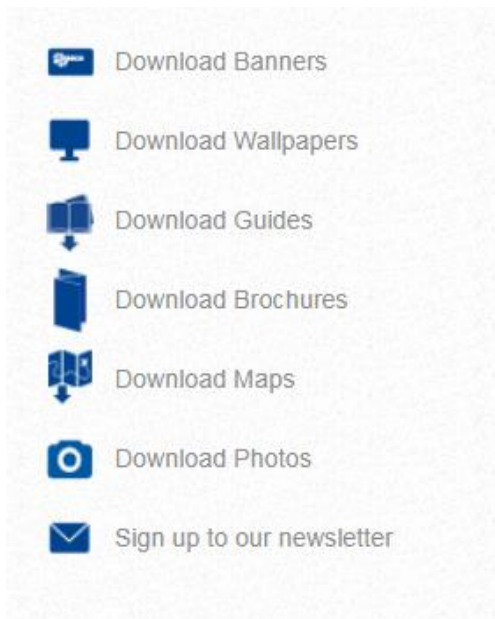 Download Banners
Download Wallpapers
Download Guides
Download Brochures
Download Maps
Download Photos
Sign up to our newsletter